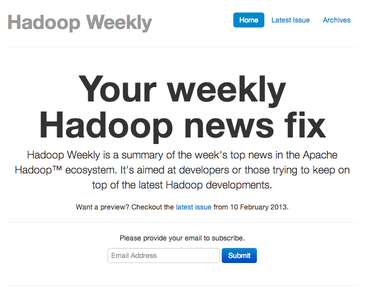 Hadoop Weekly
Home Latest Issue Archives
Your weekly
Hadoop news fix
Hadoop Weekly is a summary of the week's top news in the Apache
Hadoop™ ecosystem. It's aimed at developers or those trying to keep on
top of the latest Hadoop developments.
Want a preview? Checkout the latest issue from 10 February 2013.
Please provide your email to subscribe.
Email Address Submit